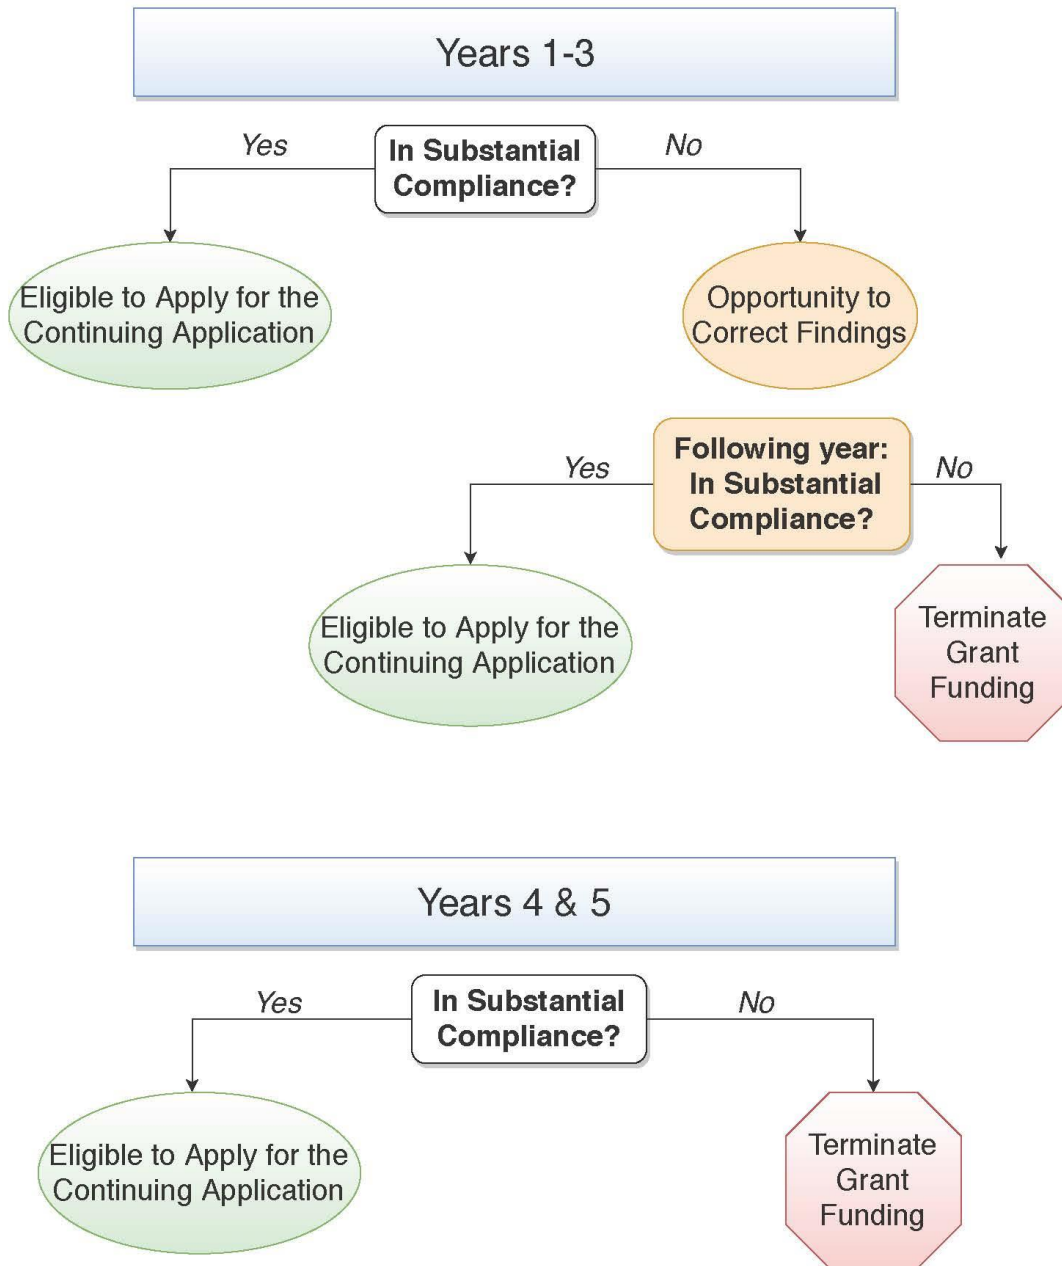 Years 1-3
Yes
In Substantial
Compliance?
No
Eligible to Apply for the
Continuing Application
Opportunity to
Correct Findings
Yes
Following year:
In Substantial
Compliance?
No
Eligible to Apply for the
Continuing Application
Terminate
Grant
Funding
Years 4 & 5
Yes
In Substantial
Compliance?
No
Eligible to Apply for the
Continuing Application
Terminate
Grant
Funding